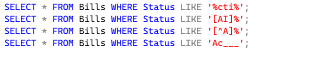 SELECT * FROM Bills WHERE Status LIKE '%cti%';
SELECT * FROM Bills WHERE Status LIKE '[AI]%';
SELECT * FROM Bills WHERE Status LIKE '[^A]%';
SELECT * FROM Bills WHERE Status LIKE 'Ac___';